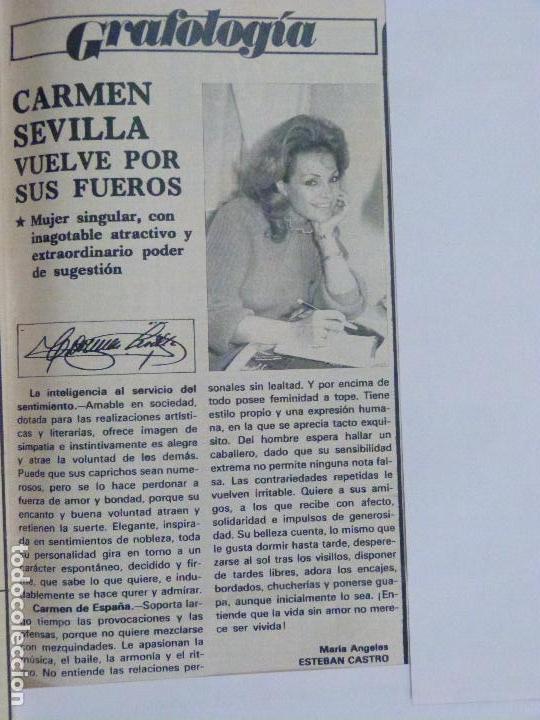 Grafología
CARMEN
SEVILLA
VUELVE POR
SUS FUEROS
★ Mujer singular, con
inagotable atractivo y
extraordinario poder
de sugestión
La inteligencia al servicio del
sentimiento.—Amable en sociedad,
dotada para las realizaciones artísti-
cas y literarias, ofrece imagen de
simpatía e instintivamente es alegre
y atrae la voluntad de los demás.
Puede que sus caprichos sean nume-
rosos, pero se lo hace perdonar a
fuerza de amor y bondad, porque su
encanto y buena voluntad atraen y
retienen la suerte. Elegante, inspira-
da en sentimientos de nobleza, toda
su personalidad gira en torno a un
carácter espontáneo, decidido y fir-
me, que sabe lo que quiere, e indu-
dablemente se hace querer y admirar.
Carmen de España.—Soporta lar-
go tiempo las provocaciones y las
ofensas, porque no quiere mezclarse
con mezquindades. Le apasionan la
música, el baile, la armonía y el rit-
mo. No entiende las relaciones per-
sonales sin lealtad. Y por encima de
todo posee feminidad a tope. Tiene
estilo propio y una expresión huma-
na, en la que se aprecia tacto exqui-
sito. Del hombre espera hallar un
caballero, dado que su sensibilidad
extrema no permite ninguna nota fal-
sa. Las contrariedades repetidas le
vuelven irritable. Quiere a sus ami-
gos, a los que recibe con afecto,
solidaridad e impulsos de generosi-
dad. Su belleza cuenta, lo mismo que
le gusta dormir hasta tarde, despere-
zarse al sol tras los visillos, disponer
de tardes libres, adora los encajes,
bordados, chucherías y ponerse gua-
pa, aunque inicialmente lo sea. ¡En-
tiende que la vida sin amor no mere-
ce ser vivida!
María Angeles
ESTEBAN CASTRO
todocoleccion.net